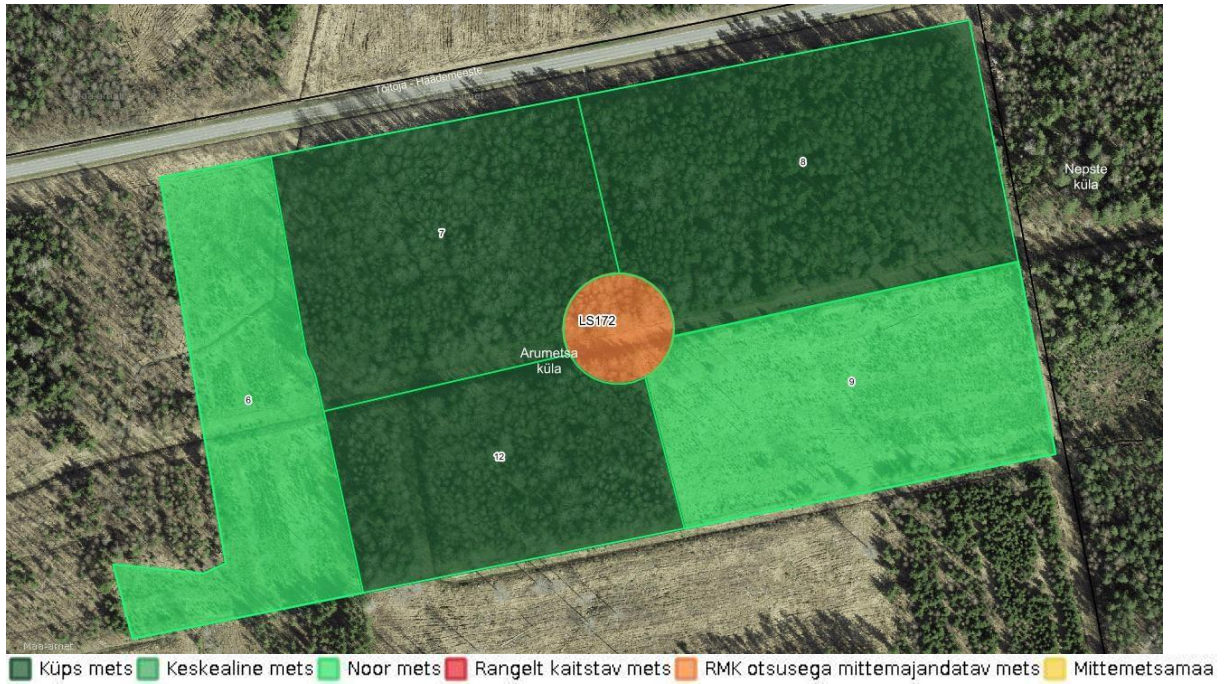 Tõitoja - Häädemeeste
8
Nepste
küla
7
LS172
Arumetsa
küla
9
6
12
Maa-amet
Küps mets Keskealine mets Noor mets Rangelt kaitstav mets RMK otsusega mittemajandatav mets Mittemetsamaa